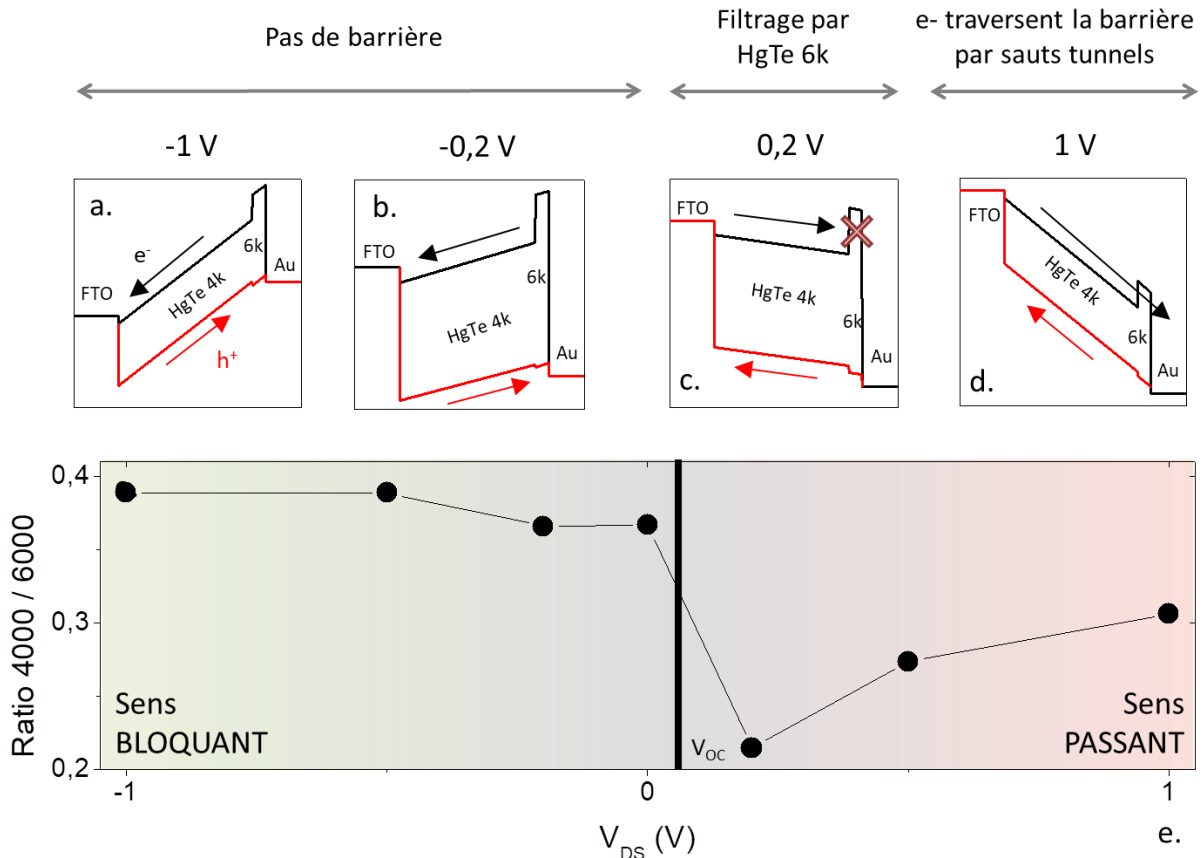 Pas de barrière
Filtrage par
HgTe 6k
e- traversent la barrière
par sauts tunnels
-1 V
-0,2 V
0,2 V
1 V
a.
e-
FTO
HgTe 4k
6k
Au
h+
b.
FTO
HgTe 4k
6k
Au
FTO
HgTe 4k
6k
Au
c.
FTO
HgTe 4k
6k
Au
d.
Ratio 4000 / 6000
0,4
0,3
0,2
Sens
BLOQUANT
VOC
Sens
PASSANT
-1
0
1
VDS (V)
e.